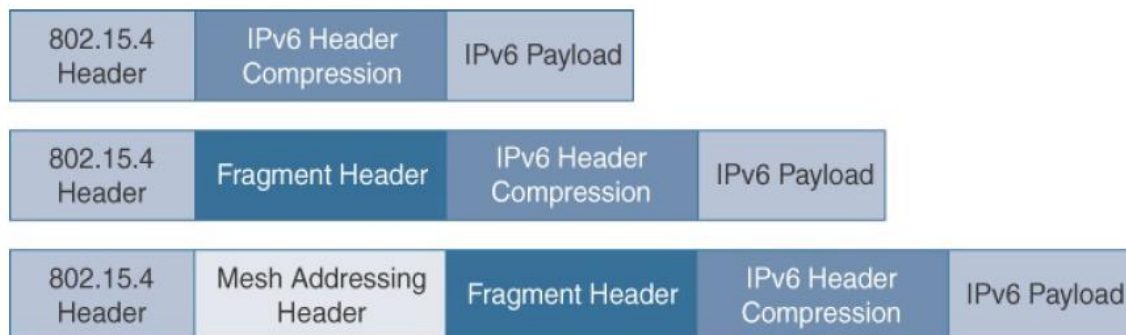 802.15.4 Header
IPv6 Header Compression
IPv6 Payload
802.15.4 Header
Fragment Header
IPv6 Header Compression
IPv6 Payload
802.15.4 Header
Mesh Addressing Header
Fragment Header
IPv6 Header Compression
IPv6 Payload